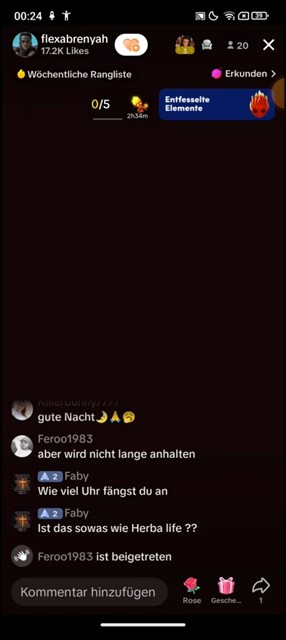 00:24
39
flexabrenyah
17.2K Likes
20
Wöchentliche Rangliste
Erkunden >
0/5
2h34m
Entfesselte
Elemente
gute Nacht🌛🙏🥱
Feroo1983
aber wird nicht lange anhalten
2 Faby
Wie viel Uhr fängst du an
2 Faby
Ist das sowas wie Herba life ??
Feroo1983 ist beigetreten
Kommentar hinzufügen
Rose
Gesche...
1